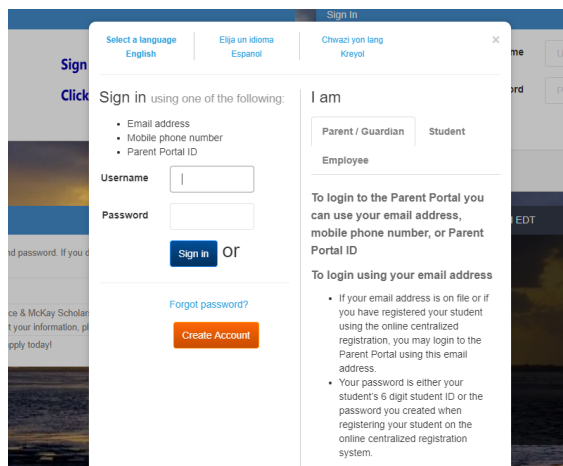 Sign In
Select a language
English
Elija un idioma
Espanol
Chwazi yon lang
Kreyol
×
me
Sign
Click
rd
Sign in using one of the following:
• Email address
• Mobile phone number
• Parent Portal ID
Username
Password
Sign in or
Forgot password?
Create Account
I am
Parent / Guardian
Student
Employee
To login to the Parent Portal you
can use your email address,
mobile phone number, or Parent
Portal ID
To login using your email address
• If your email address is on file or if
you have registered your student
using the online centralized
registration, you may login to the
Parent Portal using this email
address.
• Your password is either your
student's 6 digit student ID or the
password you created when
registering your student on the
online centralized registration
system.
EDT
nd password. If you d
ce & McKay Scholar
t your information, pl
pply today!